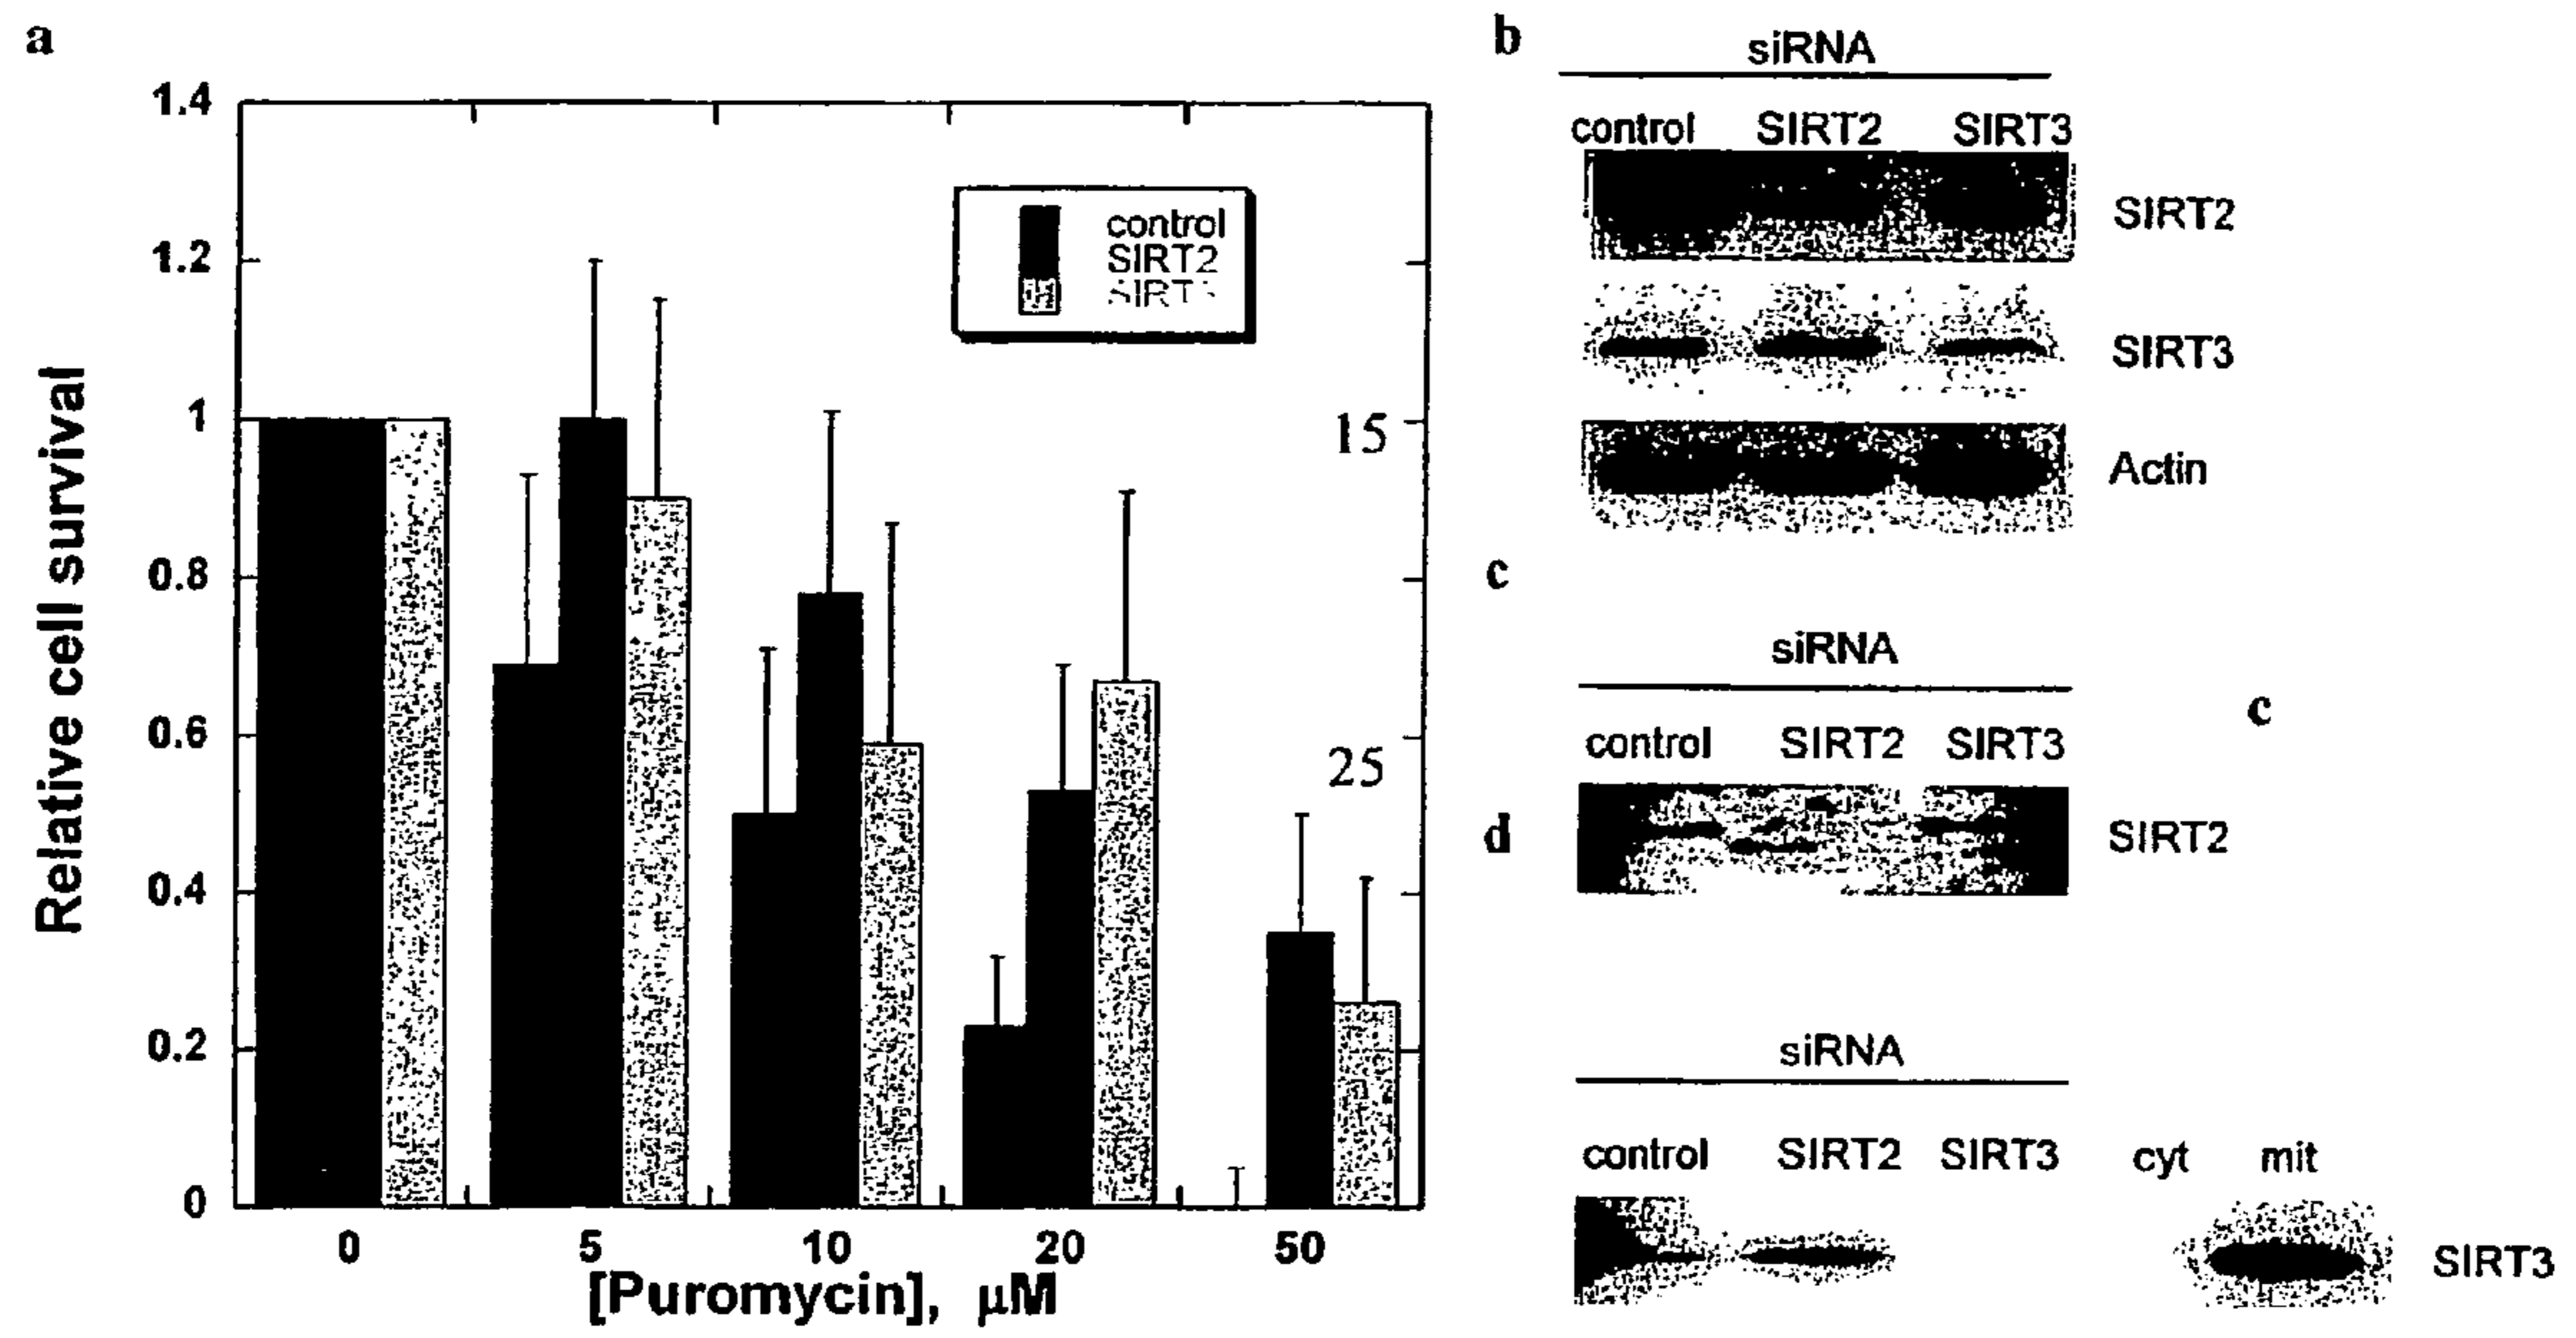 a
1.4
1.2
1
0.8
0.6
0.4
0.2
0
Relative cell survival
control
SIRT2
15
25
0 5 10 20 50
[Puromycin], μM
b
siRNA
control SIRT2 SIRT3
SIRT2
SIRT3
Actin
c
siRNA
c
control SIRT2 SIRT3
d
SIRT2
siRNA
control SIRT2 SIRT3 cyt mit
SIRT3